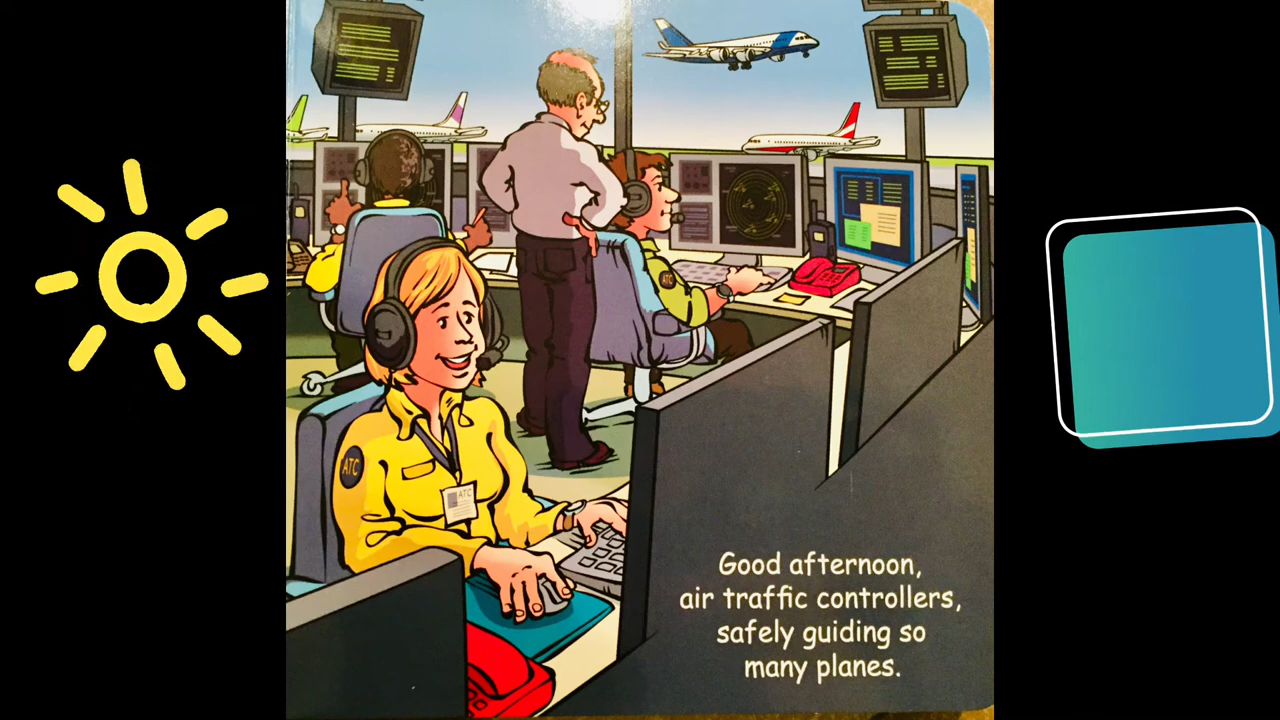 ATC
ATC
ATC
Good afternoon,
air traffic controllers,
safely guiding so
many planes.